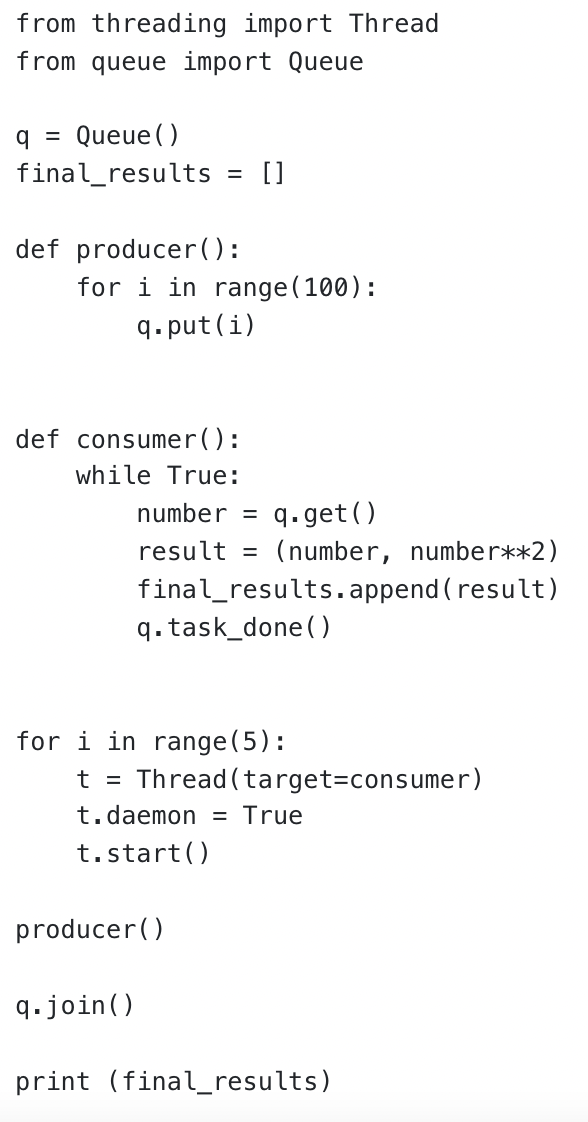 from threading import Thread
from queue import Queue

q = Queue()
final_results = []

def producer():
    for i in range(100):
        q.put(i)


def consumer():
    while True:
        number = q.get()
        result = (number, number**2)
        final_results.append(result)
        q.task_done()


for i in range(5):
    t = Thread(target=consumer)
    t.daemon = True
    t.start()

producer()

q.join()

print (final_results)